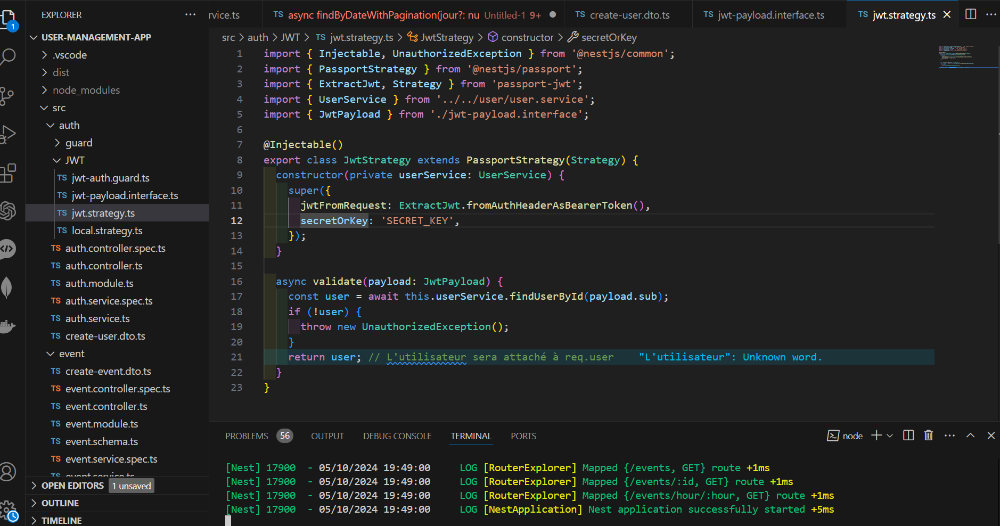 EXPLORER
rvice.ts
TS async findByDateWithPagination(jour?: nu Untitled-1 9+
TS create-user.dto.ts
TS jwt-payload.interface.ts
TS jwt.strategy.ts
1
USER-MANAGEMENT-APP
.vscode
dist
node_modules
src
auth
guard
JWT
TS jwt-auth.guard.ts
TS jwt-payload.interface.ts
TS jwt.strategy.ts
TS local.strategy.ts
TS auth.controller.spec.ts
TS auth.controller.ts
TS auth.module.ts
TS auth.service.spec.ts
TS auth.service.ts
TS create-user.dto.ts
event
TS create-event.dto.ts
TS event.controller.spec.ts
TS event.controller.ts
TS event.module.ts
TS event.schema.ts
TS event.service.spec.ts
event.service.ts
OPEN EDITORS 1 unsaved
OUTLINE
TIMELINE
src > auth > JWT > TS jwt.strategy.ts > JwtStrategy > constructor > secretOrKey
1 import { Injectable, UnauthorizedException } from '@nestjs/common';
2 import { PassportStrategy } from '@nestjs/passport';
3 import { ExtractJwt, Strategy } from 'passport-jwt';
4 import { UserService } from '../../user/user.service';
5 import { JwtPayload } from './jwt-payload.interface';
6
7 @Injectable()
8 export class JwtStrategy extends PassportStrategy(Strategy) {
9 constructor(private userService: UserService) {
10 super({
11 jwtFromRequest: ExtractJwt.fromAuthHeaderAsBearerToken(),
12 secretOrKey: 'SECRET_KEY',
13 });
14 }
15
16 async validate(payload: JwtPayload) {
17 const user = await this.userService.findUserById(payload.sub);
18 if (!user) {
19 throw new UnauthorizedException();
20 }
21 return user; // L'utilisateur sera attaché à req.user "L'utilisateur": Unknown word.
22 }
23 }
PROBLEMS 56 OUTPUT DEBUG CONSOLE TERMINAL PORTS node
[Nest] 17900 - 05/10/2024 19:49:00 LOG [RouterExplorer] Mapped {/events, GET} route +1ms
[Nest] 17900 - 05/10/2024 19:49:00 LOG [RouterExplorer] Mapped {/events/:id, GET} route +1ms
[Nest] 17900 - 05/10/2024 19:49:00 LOG [RouterExplorer] Mapped {/events/hour/:hour, GET} route +1ms
[Nest] 17900 - 05/10/2024 19:49:00 LOG [NestApplication] Nest application successfully started +5ms